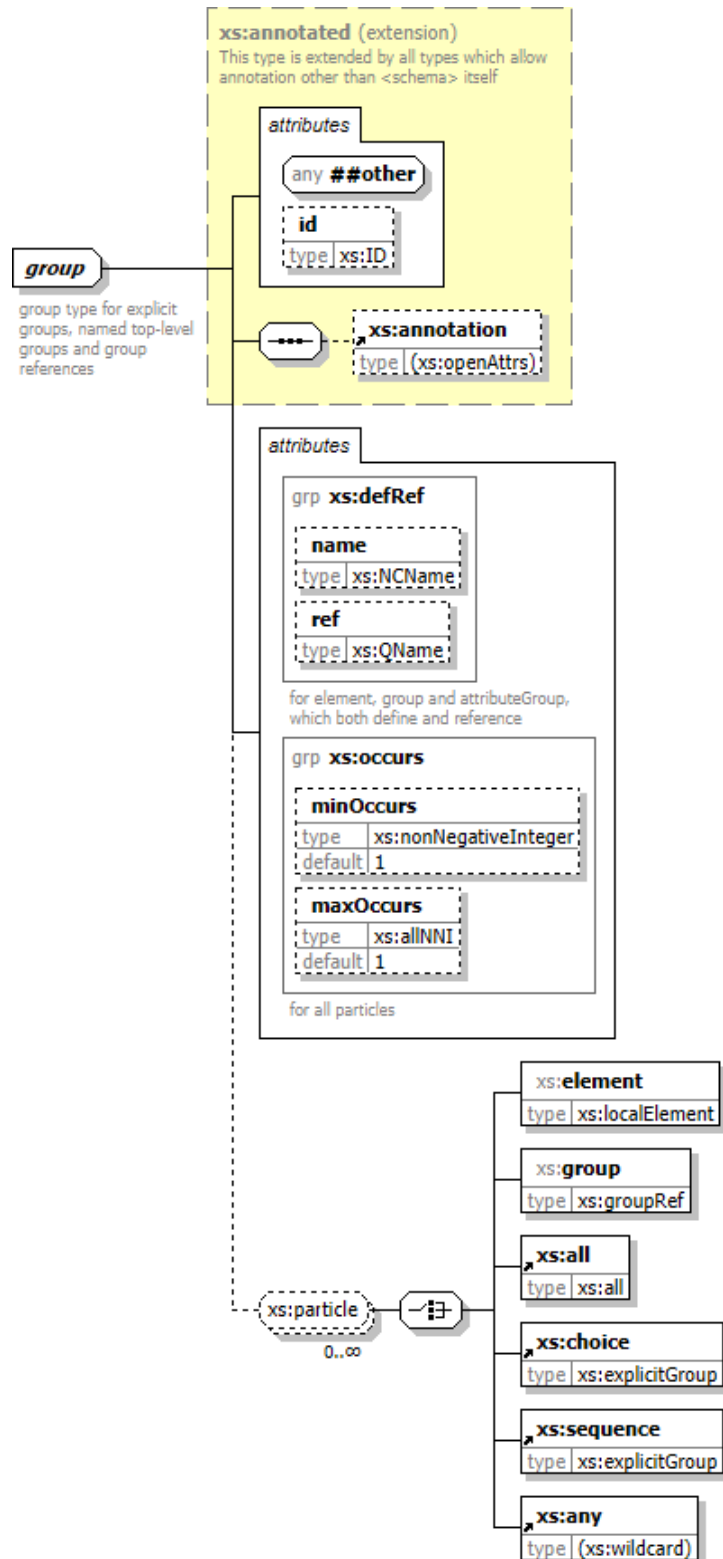 xs:annotated (extension)
This type is extended by all types which allow
annotation other than <schema> itself
attributes
any ##other
id
type xs:ID
group
group type for explicit
groups, named top-level
groups and group
references
xs:annotation
type (xs:openAttrs)
attributes
grp xs:defRef
name
type xs:NCName
ref
type xs:QName
for element, group and attributeGroup,
which both define and reference
grp xs:occurs
minOccurs
type xs:nonNegativeInteger
default 1
maxOccurs
type xs:allNNI
default 1
for all particles
xs:element
type xs:localElement
xs:group
type xs:groupRef
xs:all
type xs:all
xs:particle
0..∞
xs:choice
type xs:explicitGroup
xs:sequence
type xs:explicitGroup
xs:any
type (xs:wildcard)